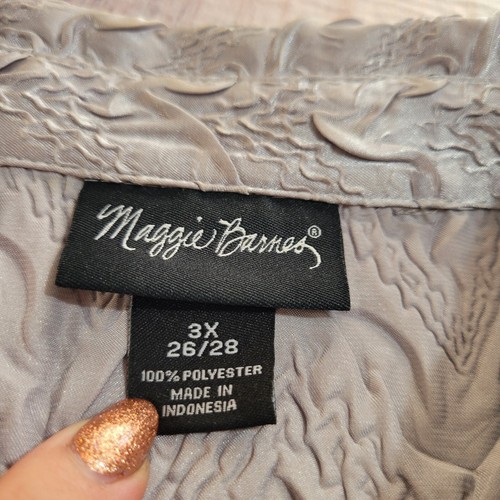 Maggie Barnes®
3X
26/28
100% POLYESTER
MADE IN
INDONESIA